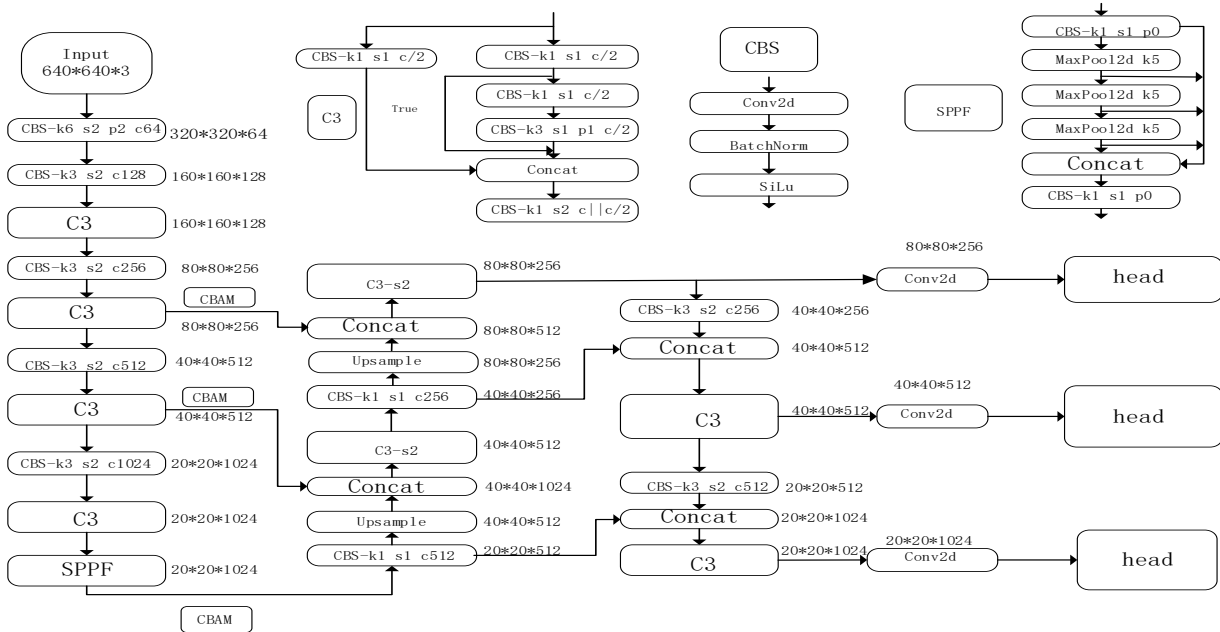 Input
640*640*3
CBS-k6 s2 p2 c64
320*320*64
CBS-k3 s2 c128
160*160*128
C3
160*160*128
CBS-k3 s2 c256
80*80*256
C3
80*80*256
CBAM
CBS-k3 s2 c512
40*40*512
C3
40*40*512
CBAM
CBS-k3 s2 c1024
20*20*1024
C3
20*20*1024
SPPF
20*20*1024
CBAM
CBS-k1 s1 c/2
CBS-k1 s1 c/2
C3
True
CBS-k1 s1 c/2
CBS-k3 s1 p1 c/2
Concat
CBS-k1 s2 c||c/2
CBS
Conv2d
BatchNorm
SiLu
SPPF
CBS-k1 s1 p0
MaxPool2d k5
MaxPool2d k5
MaxPool2d k5
Concat
CBS-k1 s1 p0
C3-s2
80*80*256
Concat
80*80*512
Upsample
80*80*256
CBS-k1 s1 c256
40*40*256
C3-s2
40*40*512
Concat
40*40*1024
Upsample
40*40*512
CBS-k1 s1 c512
20*20*512
CBS-k3 s2 c256
40*40*256
Concat
40*40*512
C3
40*40*512
CBS-k3 s2 c512
20*20*512
Concat
20*20*1024
C3
20*20*1024
80*80*256
Conv2d
head
40*40*512
Conv2d
head
20*20*1024
Conv2d
head